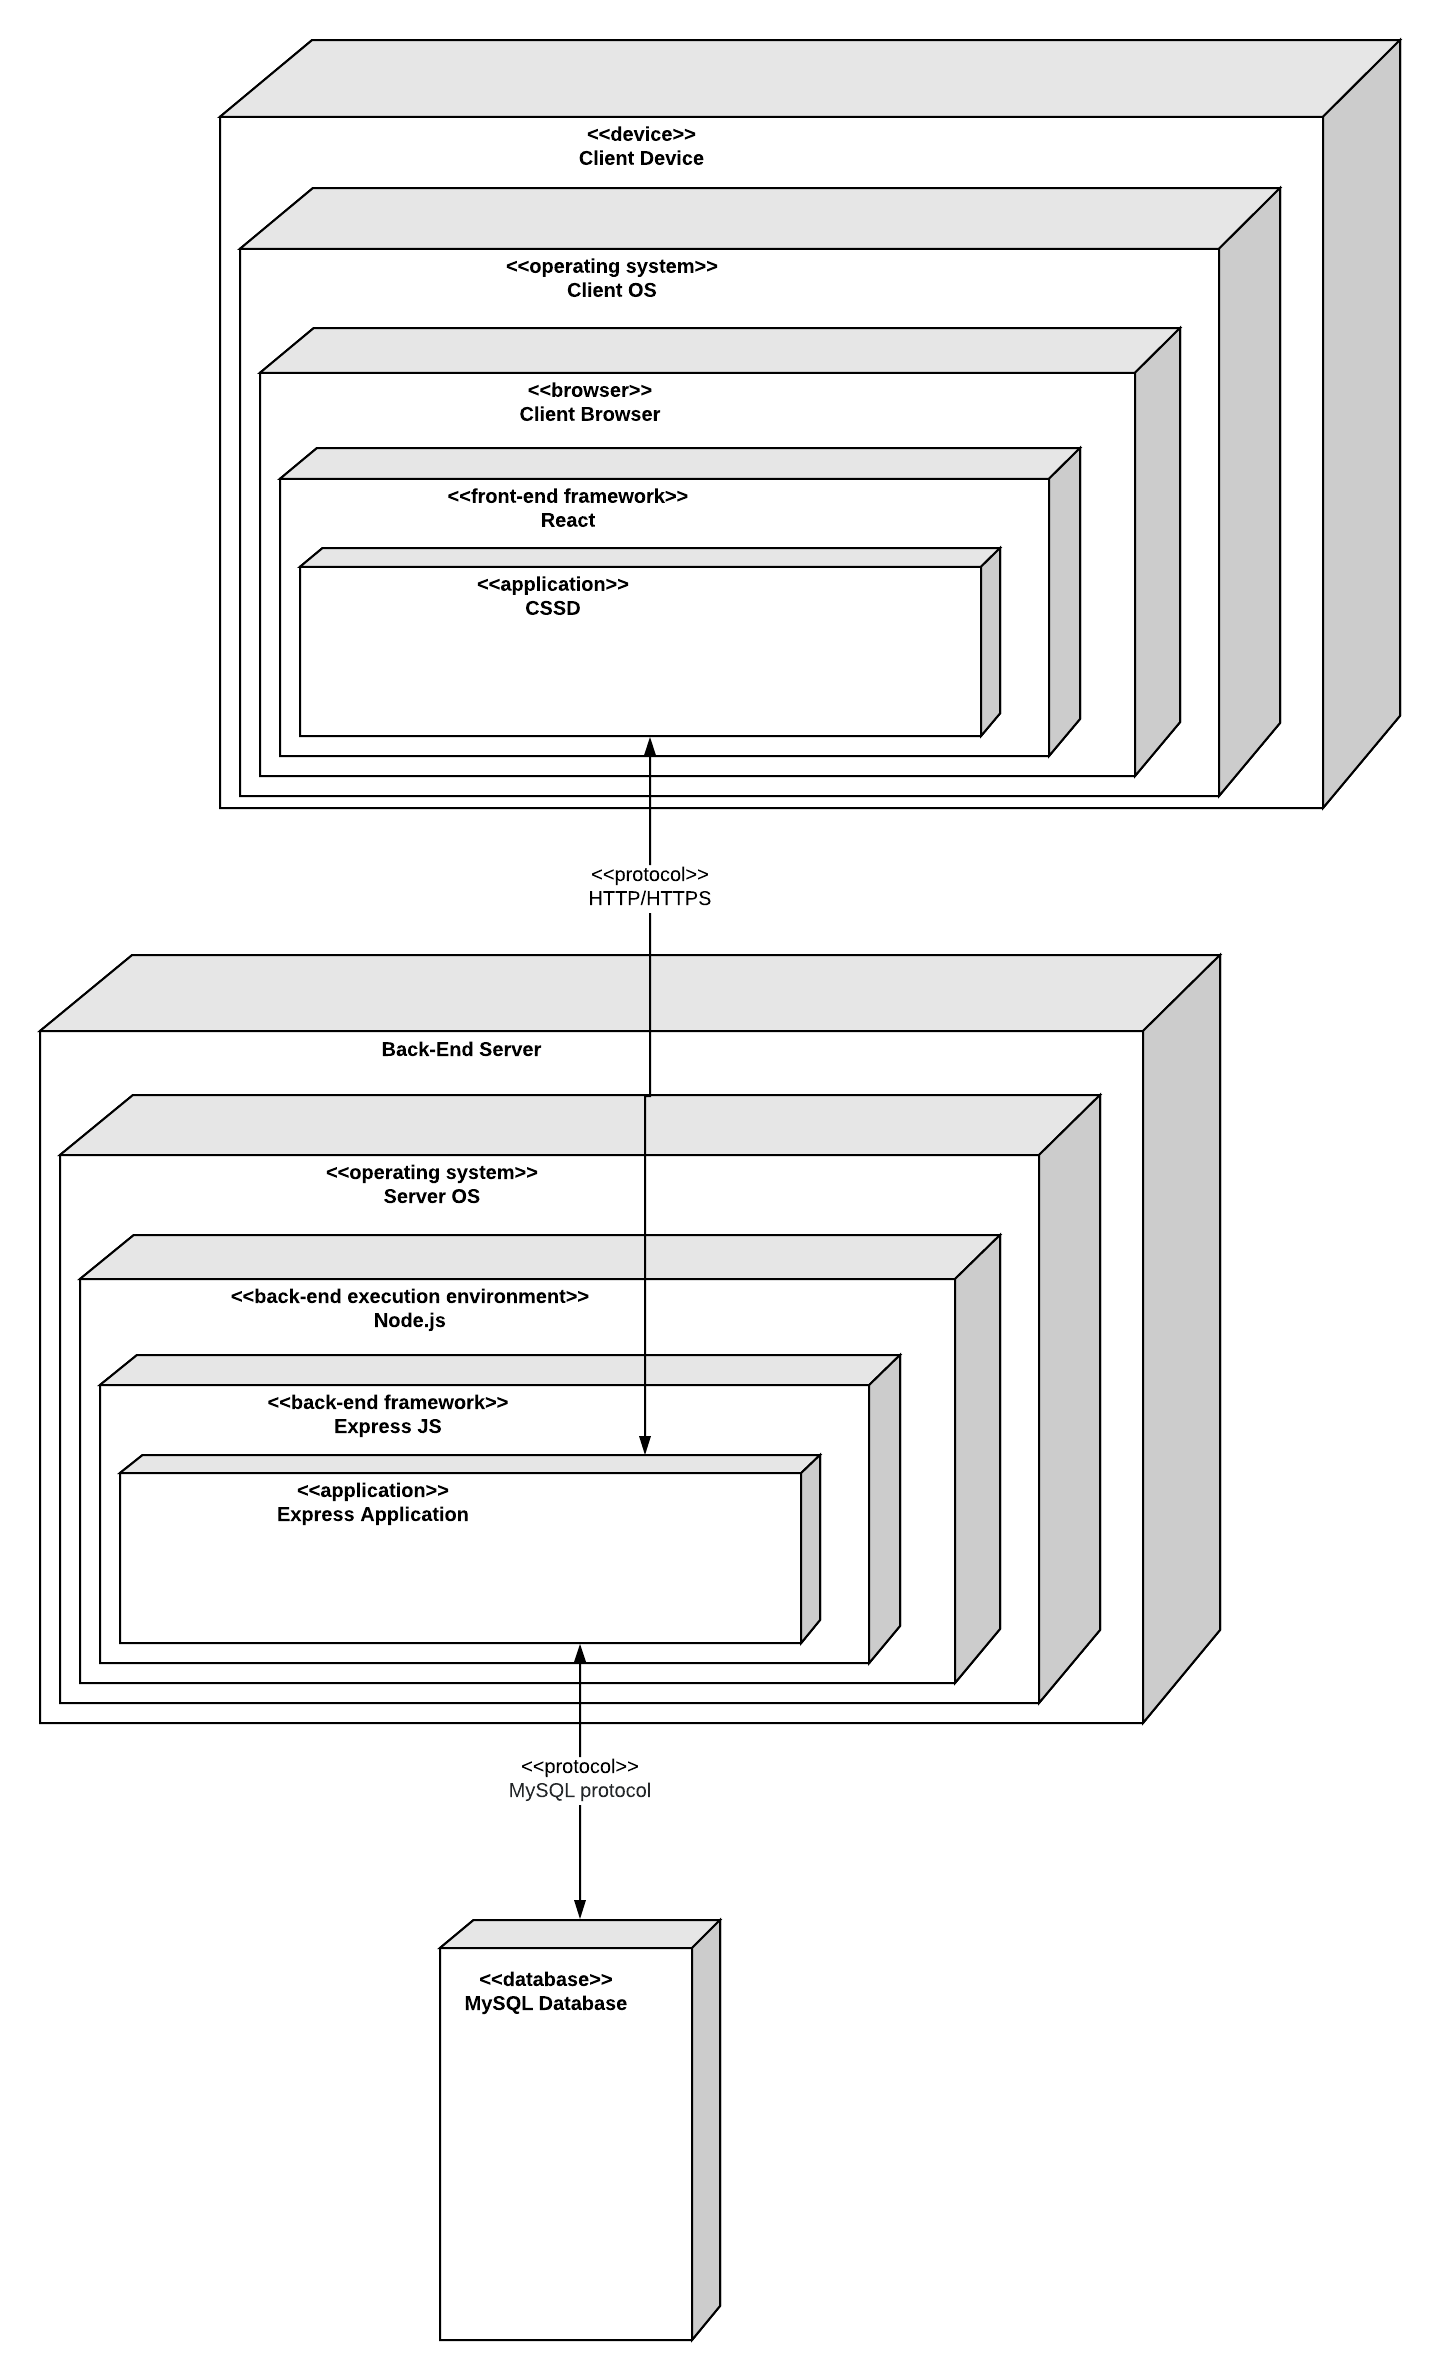 <<device>>
Client Device
<<operating system>>
Client OS
<<browser>>
Client Browser
<<front-end framework>>
React
<<application>>
CSSD
<<protocol>>
HTTP/HTTPS
Back-End Server
<<operating system>>
Server OS
<<back-end execution environment>>
Node.js
<<back-end framework>>
Express JS
<<application>>
Express Application
<<protocol>>
MySQL protocol
<<database>>
MySQL Database